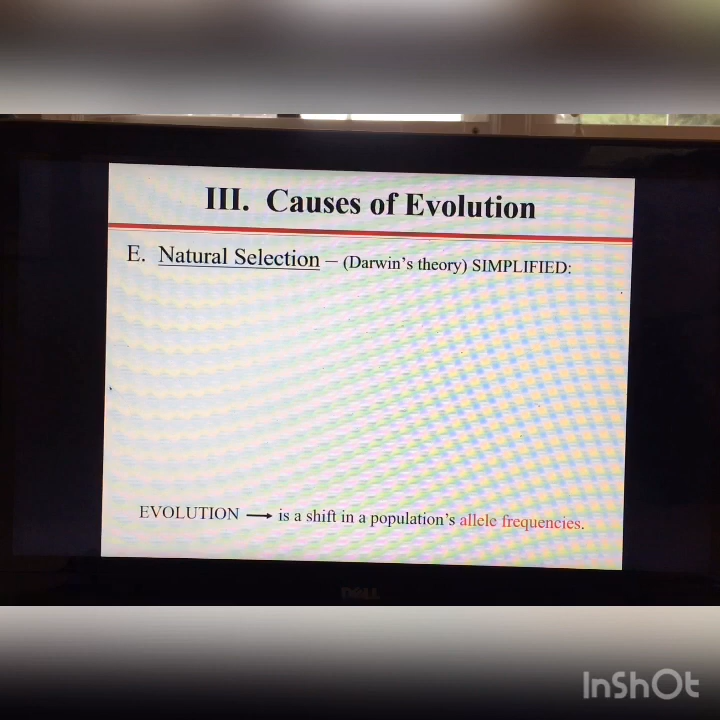 III. Causes of Evolution
E. Natural Selection – (Darwin's theory) SIMPLIFIED:
EVOLUTION ⟶ is a shift in a population's allele frequencies.
DELL
InShOt